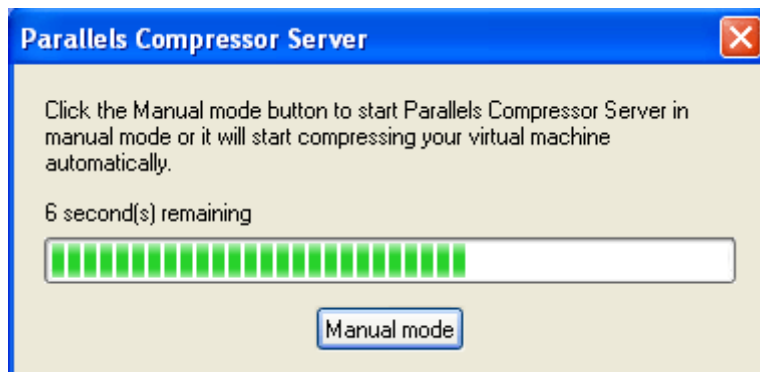 Parallels Compressor Server
Click the Manual mode button to start Parallels Compressor Server in
manual mode or it will start compressing your virtual machine
automatically.
6 second(s) remaining
Manual mode